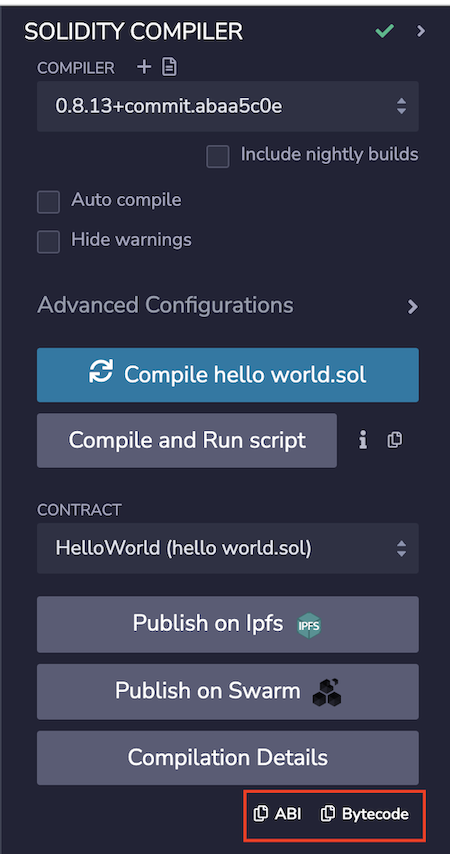 SOLIDITY COMPILER
COMPILER
0.8.13+commit.abaa5c0e
Include nightly builds
Auto compile
Hide warnings
Advanced Configurations
Compile hello world.sol
Compile and Run script
CONTRACT
HelloWorld (hello world.sol)
Publish on Ipfs IPFS
Publish on Swarm
Compilation Details
ABI Bytecode